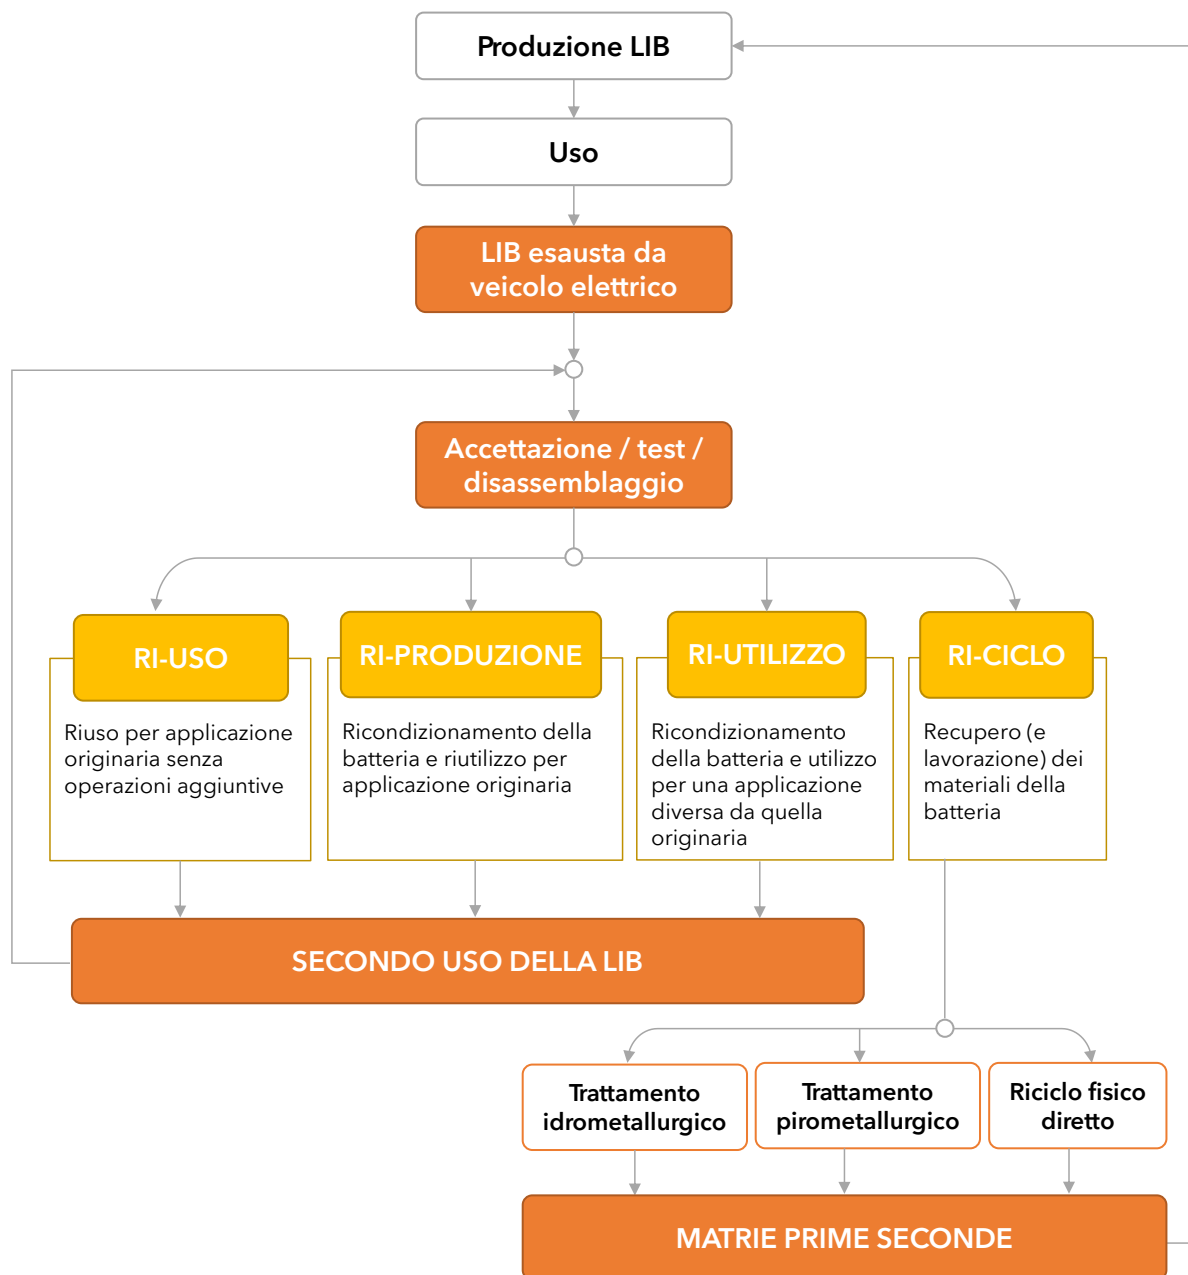 Produzione LIB
Uso
LIB esausta da
veicolo elettrico
Accettazione / test /
disassemblaggio
RI-USO
Riuso per applicazione
originaria senza
operazioni aggiuntive
RI-PRODUZIONE
Ricondizionamento della
batteria e riutilizzo per
applicazione originaria
RI-UTILIZZO
Ricondizionamento
della batteria e utilizzo
per una applicazione
diversa da quella
originaria
RI-CICLO
Recupero (e
lavorazione) dei
materiali della
batteria
SECONDO USO DELLA LIB
Trattamento
idrometallurgico
Trattamento
pirometallurgico
Riciclo fisico
diretto
MATRIE PRIME SECONDE